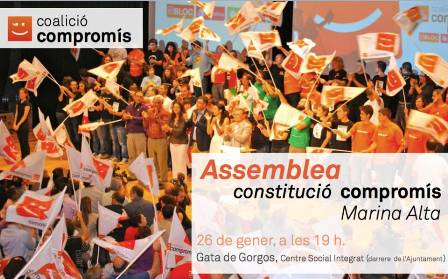 coalició
compromís
BLOC
Assemblea
constitució compromís
Marina Alta
26 de gener, a les 19 h.
Gata de Gorgos, Centre Social Integrat (darrere de l'Ajuntament)